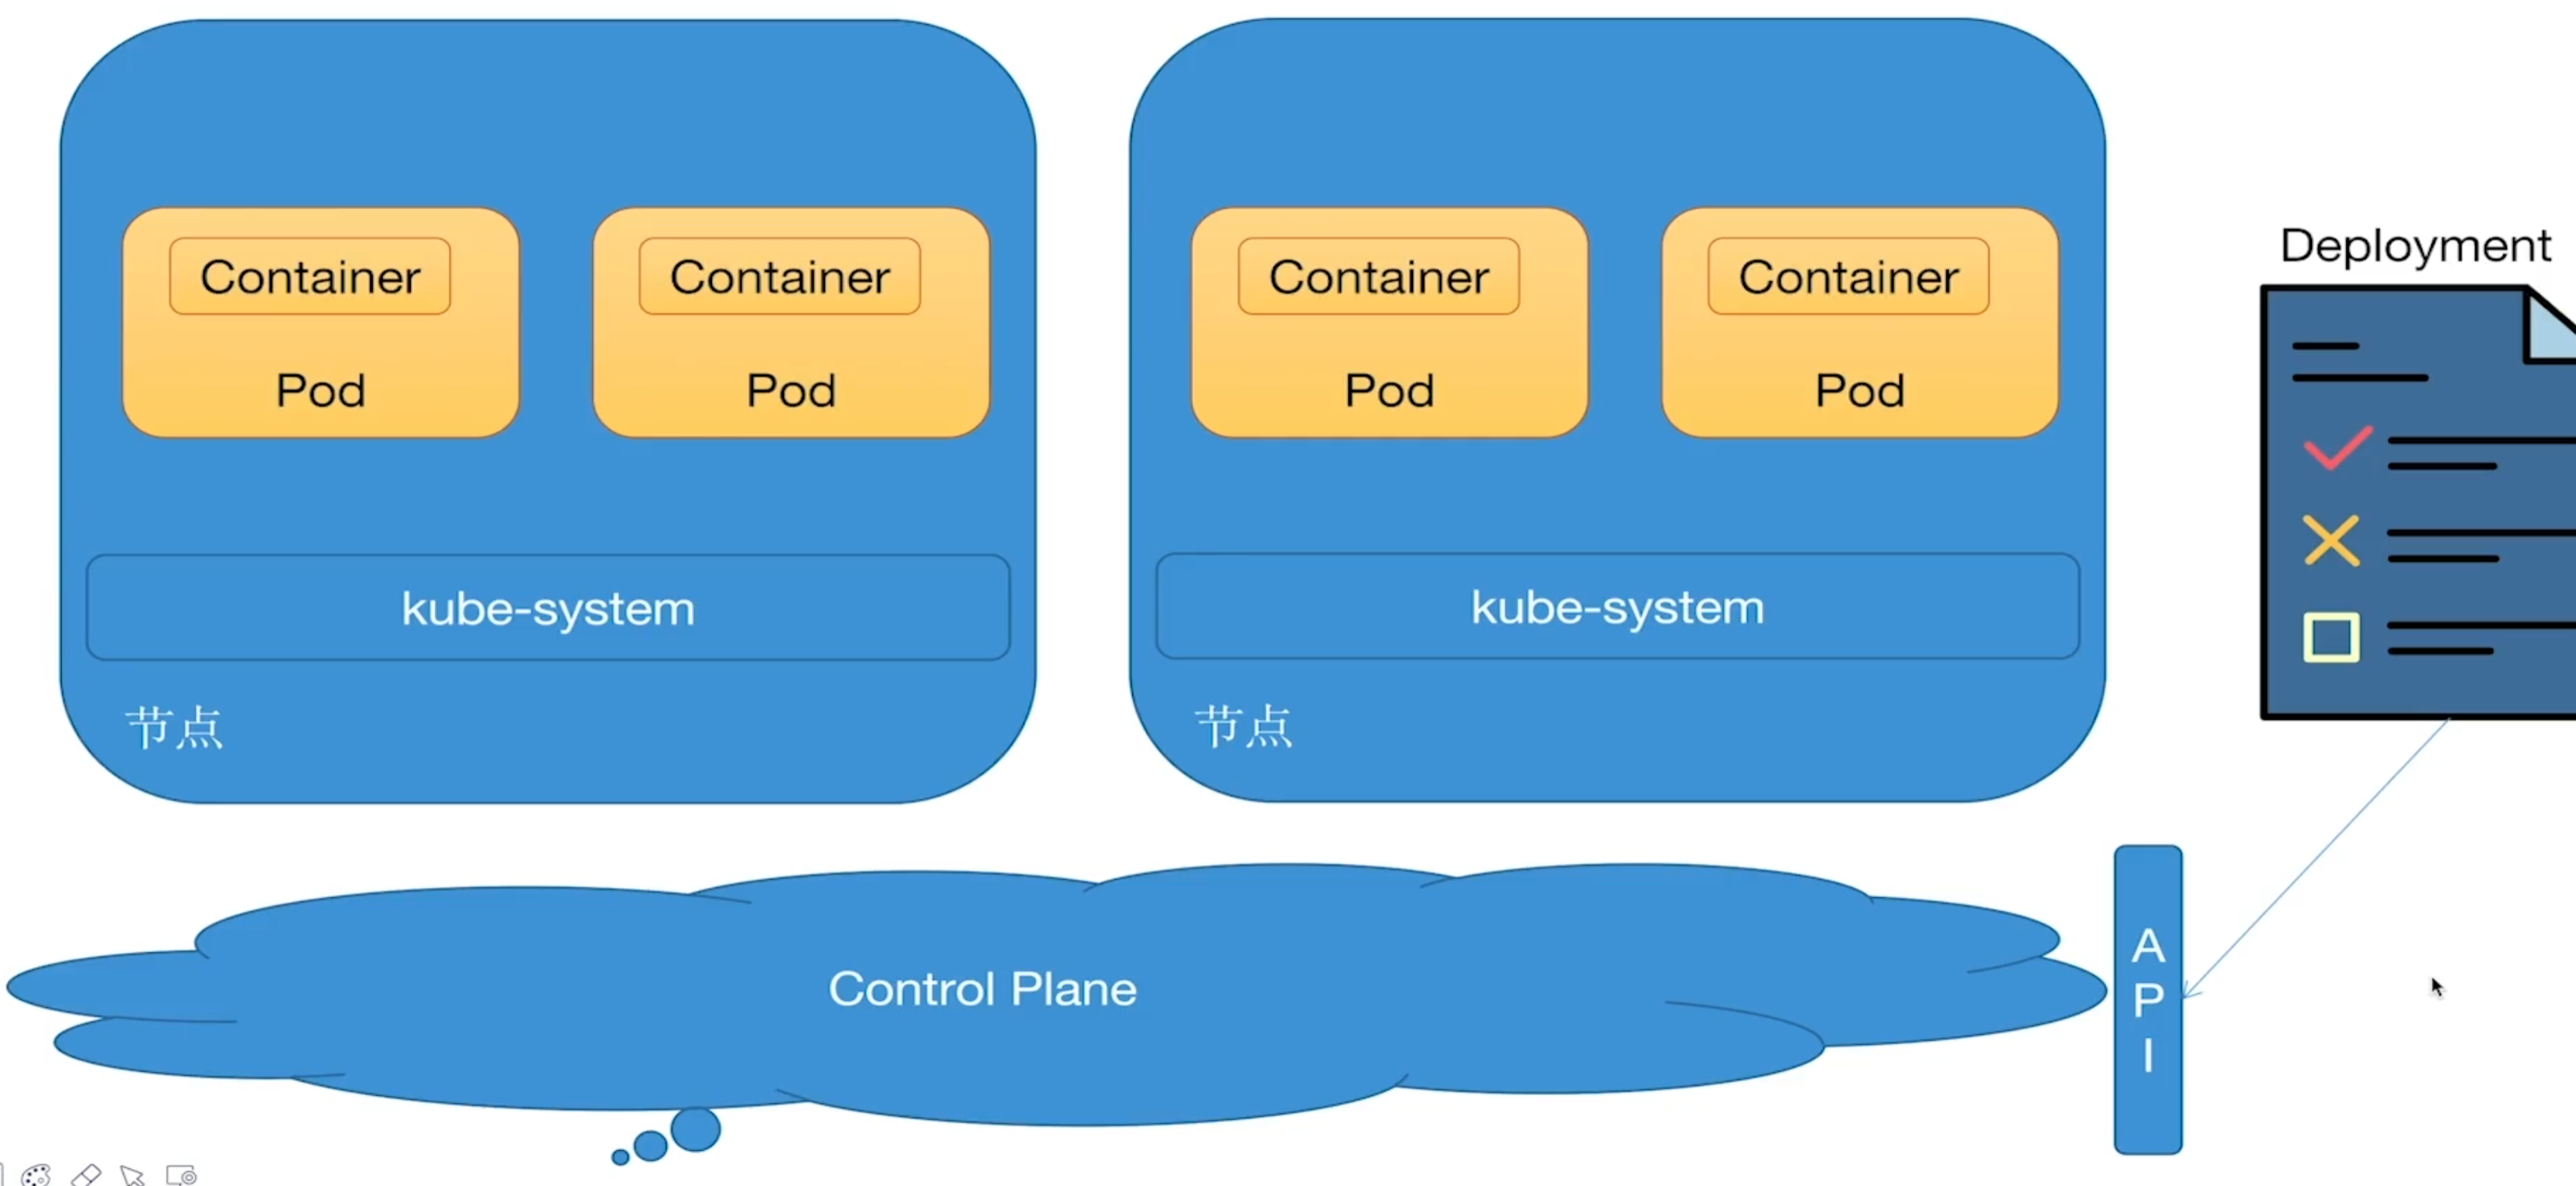 Container
Container
Pod
Pod
kube-system
节点
Container
Container
Pod
Pod
kube-system
节点
Deployment
Control Plane
API